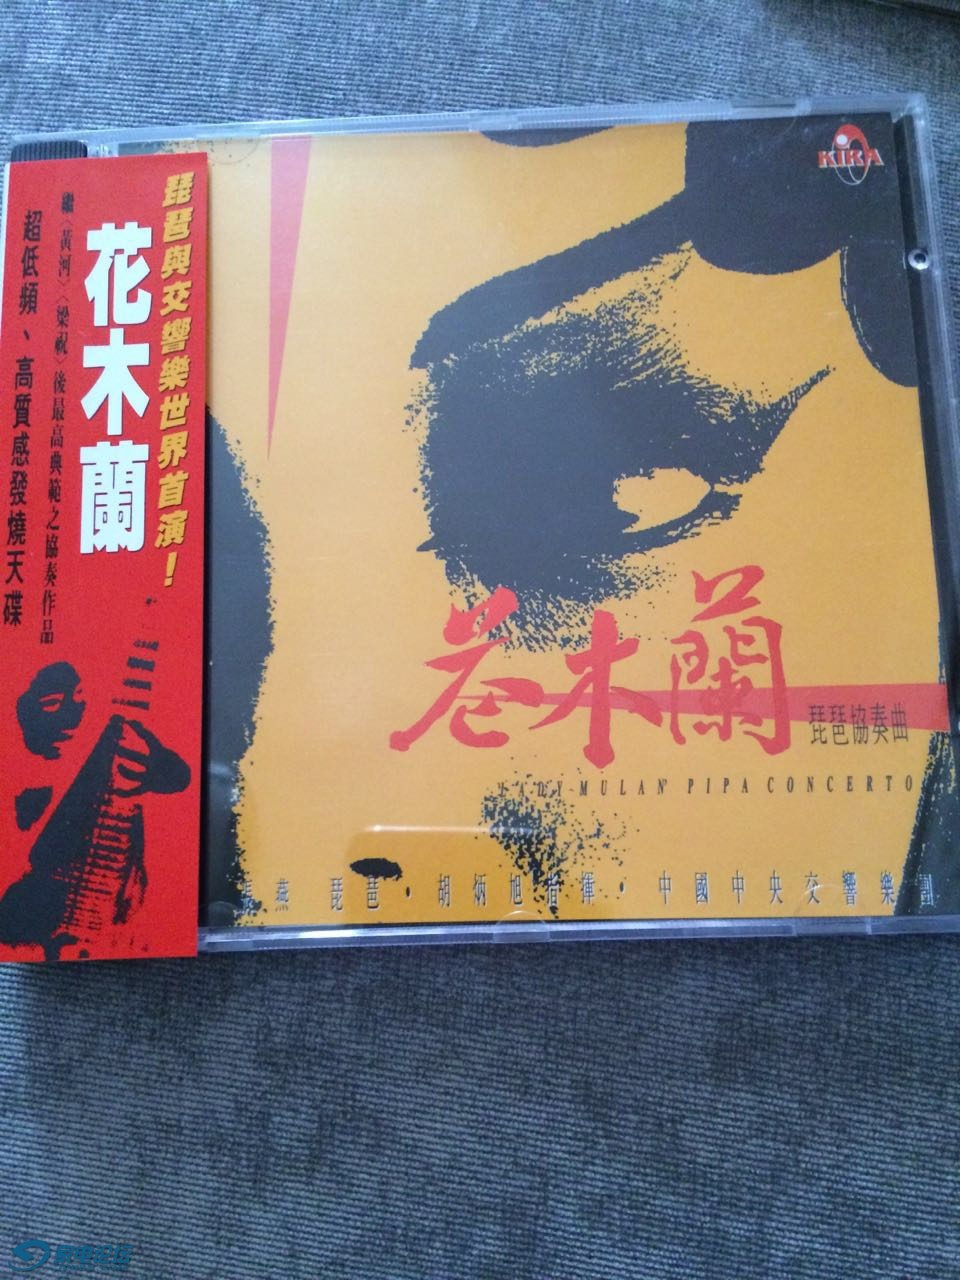 琵琶與交響樂世界首演！
花木蘭
繼〈黃河〉〈梁祝〉後最高典範之協奏作品
超低頻、高質感發燒天碟
KIRA
花木蘭
琵琶協奏曲
LADY MULAN' PIPA CONCERTO
張燕 琵琶・胡炳旭指揮・中國中央交響樂團